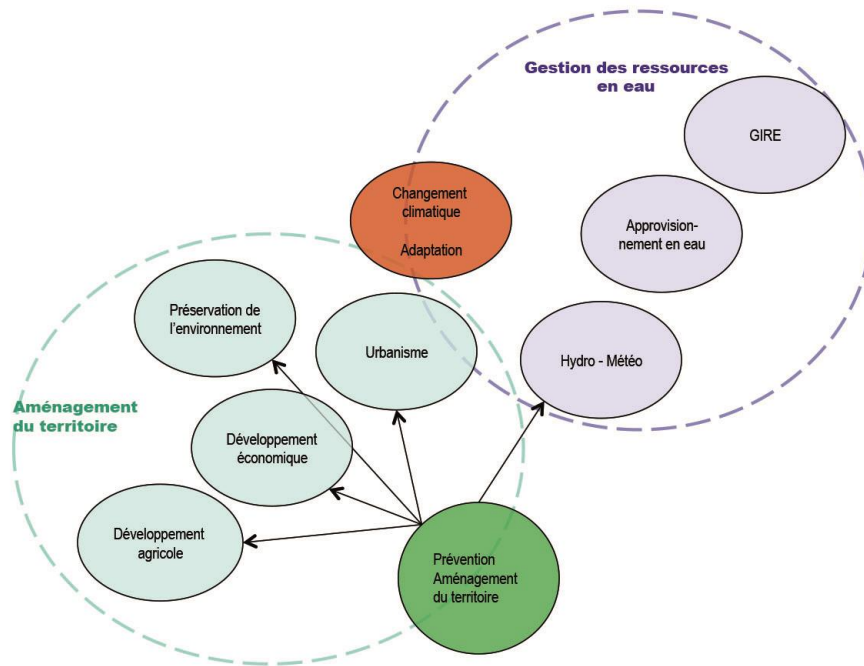 Gestion des ressources
en eau
GIRE
Changement
climatique
Adaptation
Approvision-
nement en eau
Préservation de
l'environnement
Urbanisme
Hydro - Météo
Aménagement
du territoire
Développement
économique
Développement
agricole
Prévention
Aménagement
du territoire